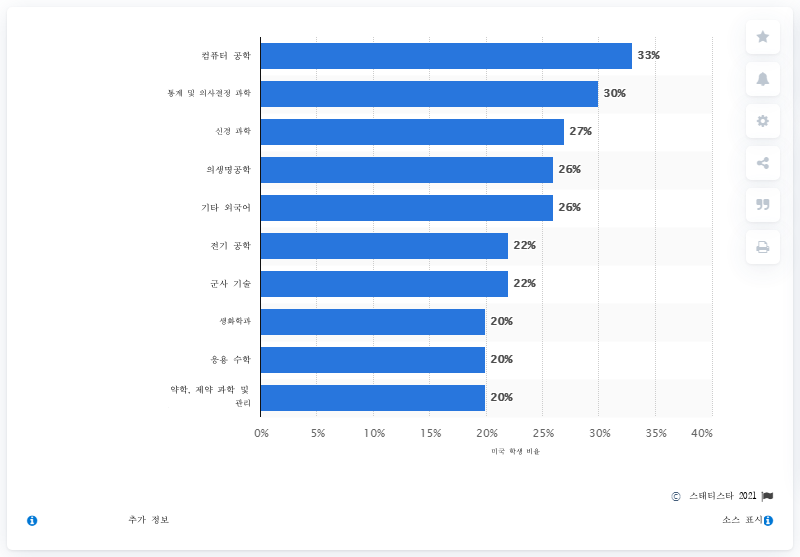 컴퓨터 공학 33%
통계 및 의사결정 과학 30%
신경 과학 27%
의생명공학 26%
기타 외국어 26%
전기 공학 22%
군사 기술 22%
생화학과 20%
응용 수학 20%
약학, 제약 과학 및
관리 20%
0% 5% 10% 15% 20% 25% 30% 35% 40%
미국 학생 비율
© 스태티스타 2021
추가 정보 소스 표시